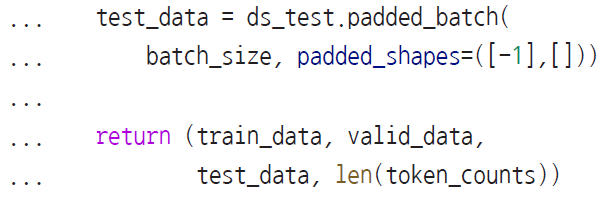 ...     test_data = ds_test.padded_batch(
...         batch_size, padded_shapes=([-1],[]))
...
...     return (train_data, valid_data,
...             test_data, len(token_counts))